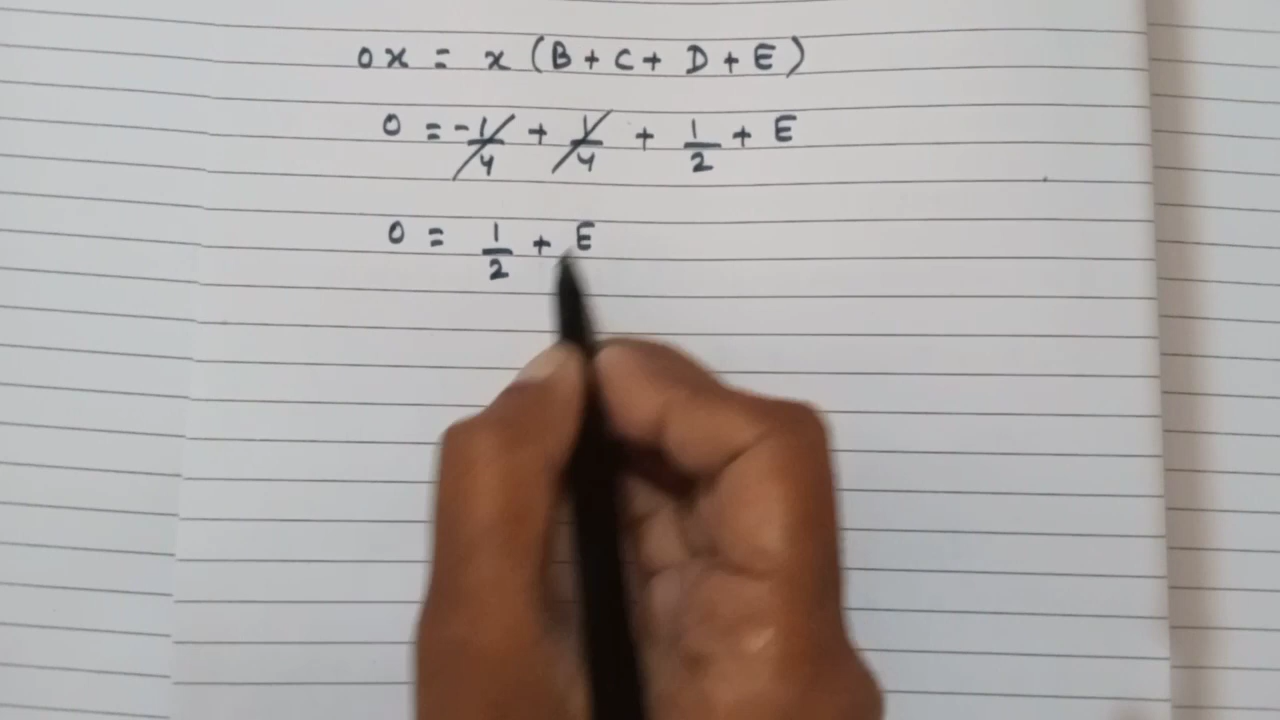 0x = x (B + C + D + E)
0 = -1/4 + 1/4 + 1/2 + E
0 = 1/2 + E